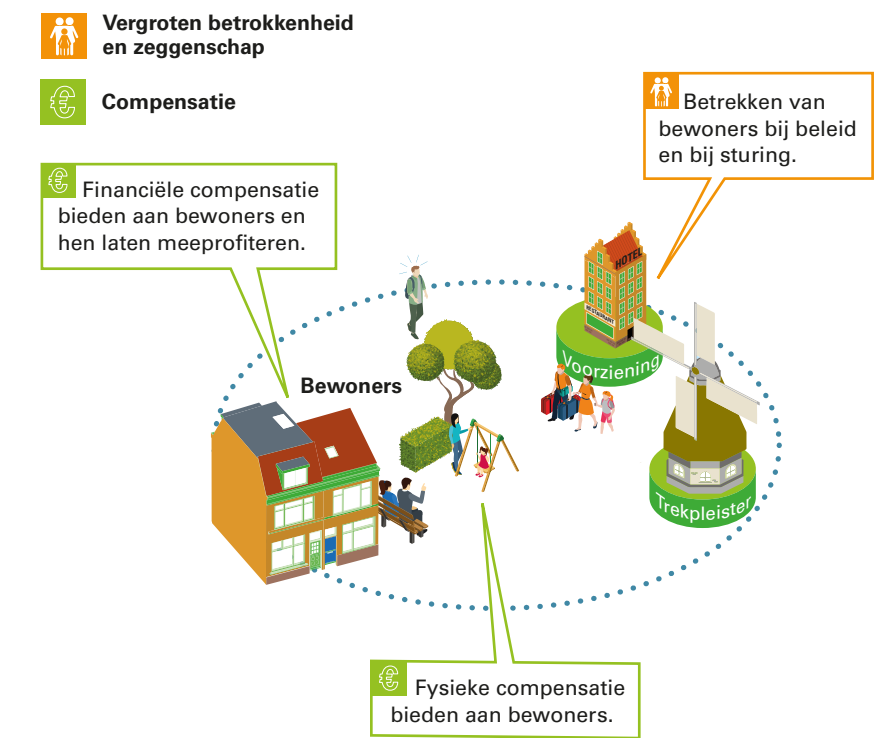 Vergroten betrokkenheid
en zeggenschap
Compensatie
Betrekken van
bewoners bij beleid
en bij sturing.
Financiële compensatie
bieden aan bewoners en
hen laten meeprofiteren.
HOTEL
RESTAURANT
Voorziening
Bewoners
Trekpleister
Fysieke compensatie
bieden aan bewoners.